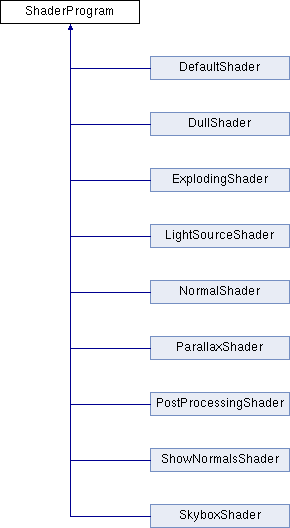 ShaderProgram
DefaultShader
DullShader
ExplodingShader
LightSourceShader
NormalShader
ParallaxShader
PostProcessingShader
ShowNormalsShader
SkyboxShader